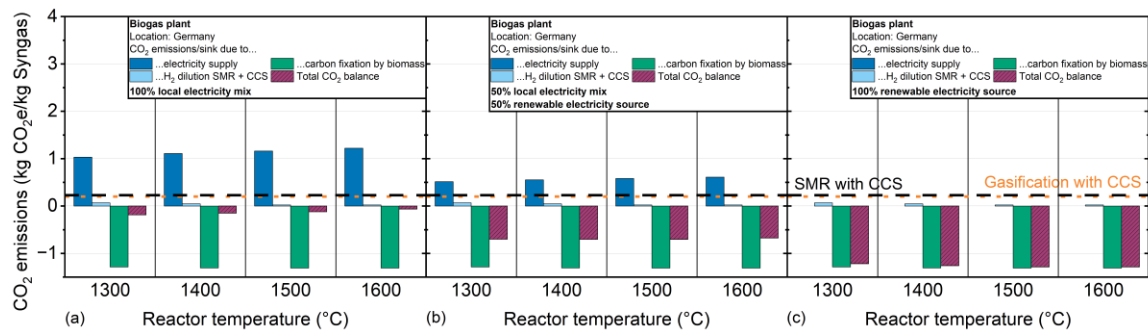 CO₂ emissions (kg CO₂e/kg Syngas)
4
3
2
1
0
−1
Biogas plant
Location: Germany
CO₂ emissions/sink due to...
...electricity supply
...carbon fixation by biomass
...H₂ dilution SMR + CCS
Total CO₂ balance
100% local electricity mix
1300 1400 1500 1600
(a) Reactor temperature (°C)
Biogas plant
Location: Germany
CO₂ emissions/sink due to...
...electricity supply
...carbon fixation by biomass
...H₂ dilution SMR + CCS
Total CO₂ balance
50% local electricity mix
50% renewable electricity source
1300 1400 1500 1600
(b) Reactor temperature (°C)
Biogas plant
Location: Germany
CO₂ emissions/sink due to...
...electricity supply
...carbon fixation by biomass
...H₂ dilution SMR + CCS
Total CO₂ balance
100% renewable electricity source
SMR with CCS
Gasification with CCS
1300 1400 1500 1600
(c) Reactor temperature (°C)